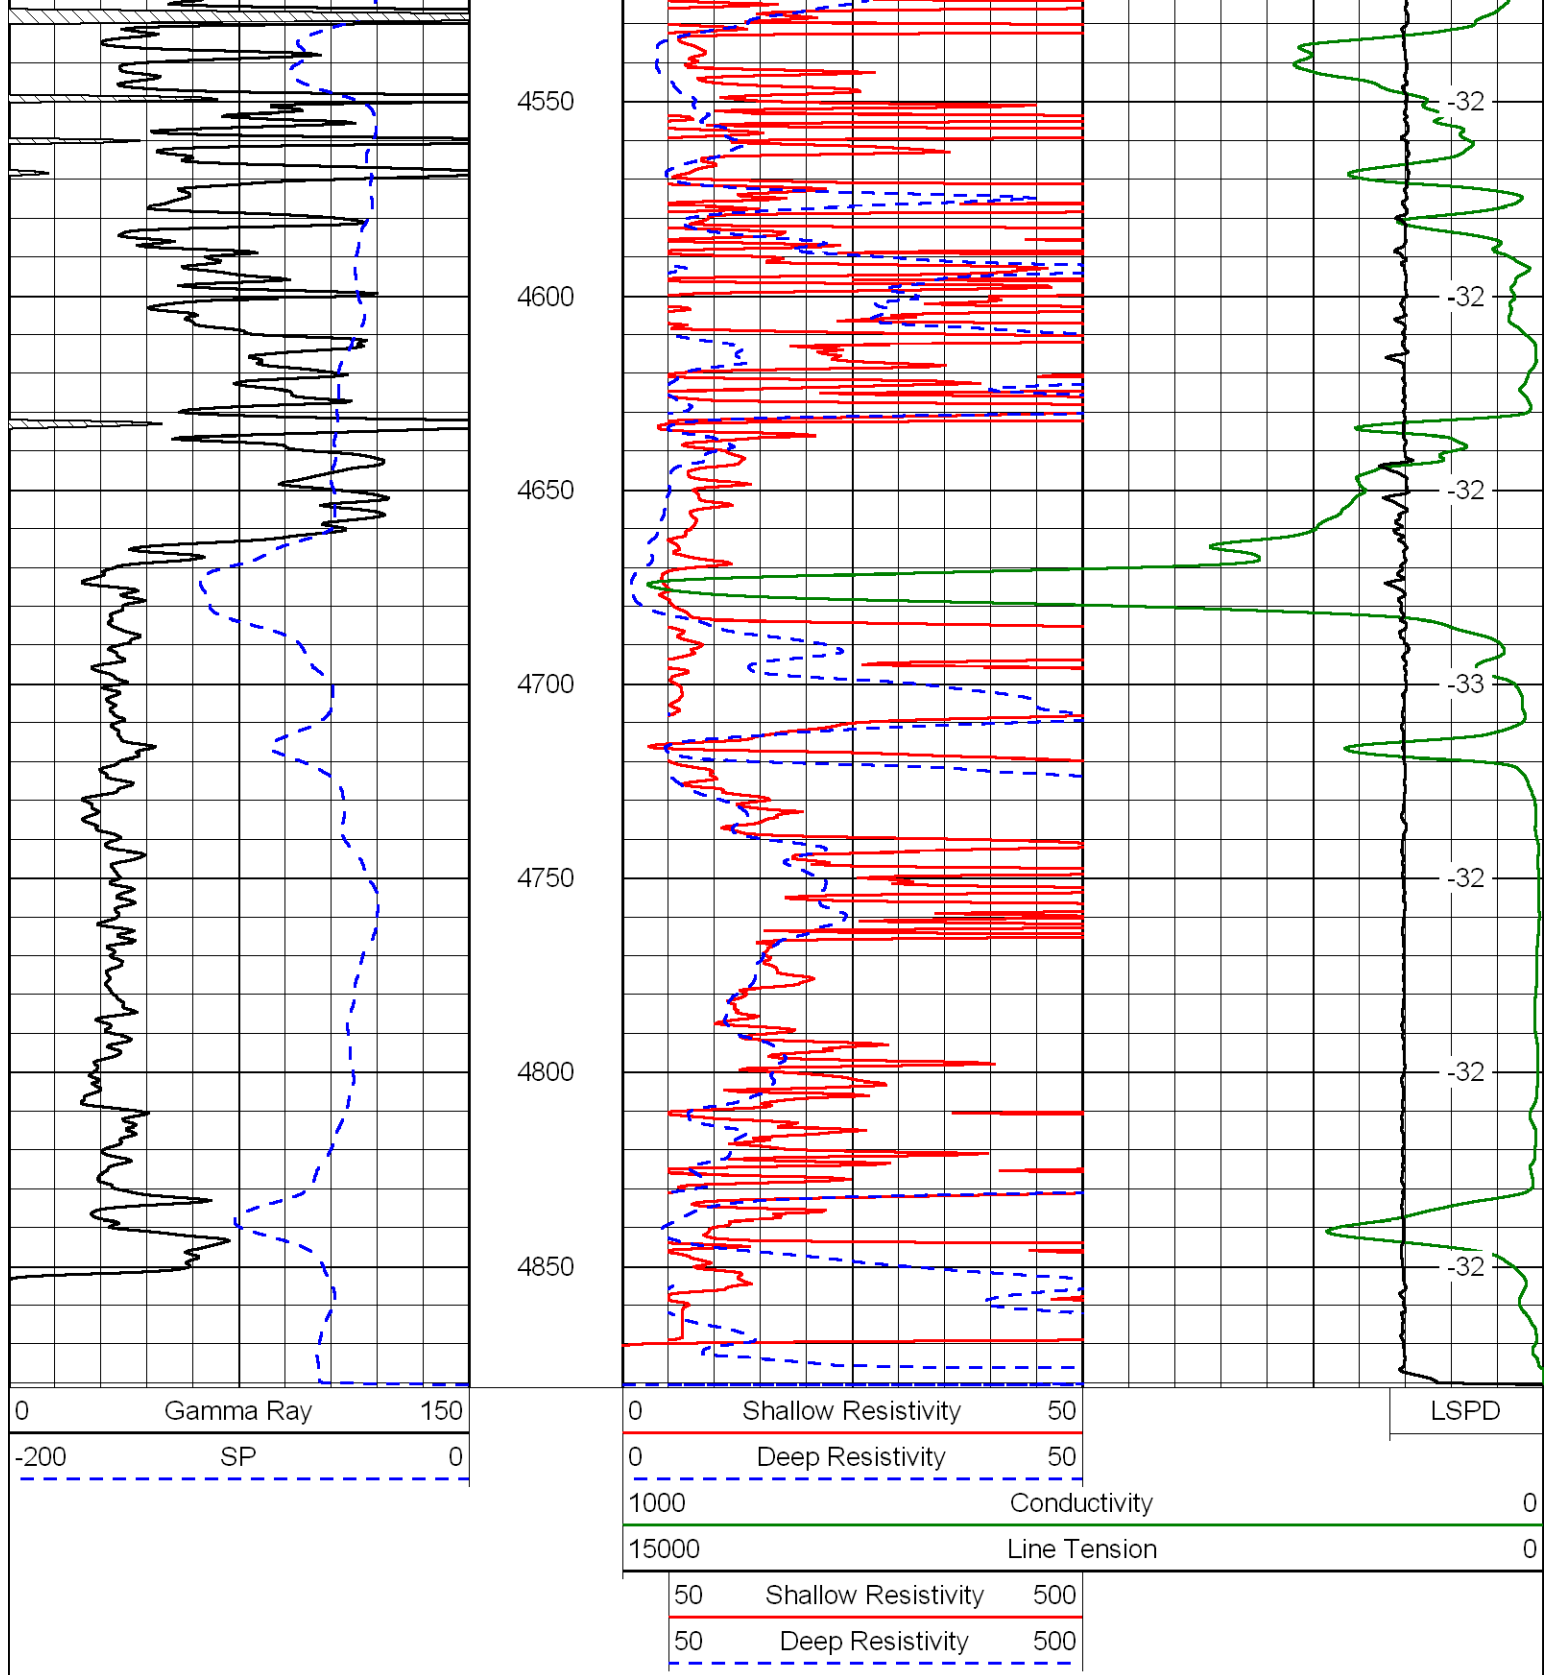 4550 -32
4600 -32
4650 -32
4700 -33
4750 -32
4800 -32
4850 -32
0 Gamma Ray 150 0 Shallow Resistivity 50 LSPD
-200 SP 0 0 Deep Resistivity 50
1000 Conductivity 0
15000 Line Tension 0
50 Shallow Resistivity 500
50 Deep Resistivity 500